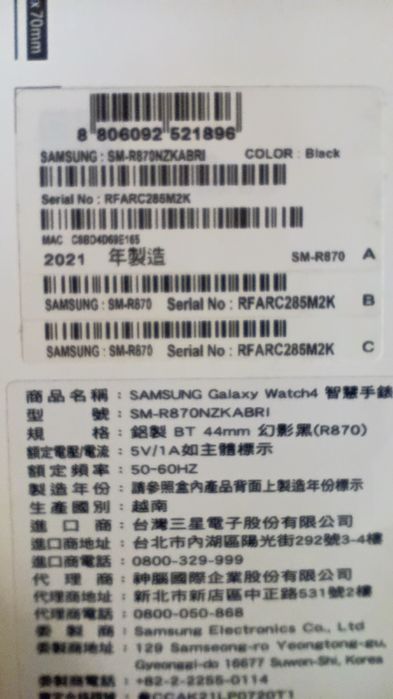 x 70mm
8 806092 521896
SAMSUNG : SM-R870NZKABRI COLOR : Black
Serial No : RFARC285M2K
MAC C8BD4D69E165
2021 年製造 SM-R870 A
SAMSUNG : SM-R870 Serial No : RFARC285M2K B
SAMSUNG : SM-R870 Serial No : RFARC285M2K C
商品名稱 : SAMSUNG Galaxy Watch4 智慧手錶
型號 : SM-R870NZKABRI
規格 : 鋁製 BT 44mm 幻影黑(R870)
額定電壓/電流 : 5V/1A如主體標示
額定頻率 : 50-60HZ
製造年份 : 請參照盒內產品背面上製造年份標示
生產國別 : 越南
進口商 : 台灣三星電子股份有限公司
進口商地址 : 台北市內湖區陽光街292號3-4樓
進口商電話 : 0800-329-999
代理商 : 神腦國際企業股份有限公司
代理商地址 : 新北市新店區中正路531號2樓
代理商電話 : 0800-050-868
委製商 : Samsung Electronics Co., Ltd
委製商地址 : 129 Samseong-ro Yeongtong-gu,
Gyeonggi-do 16677 Suwon-Shi, Korea
委製商電話 : +82-2-2255-0114